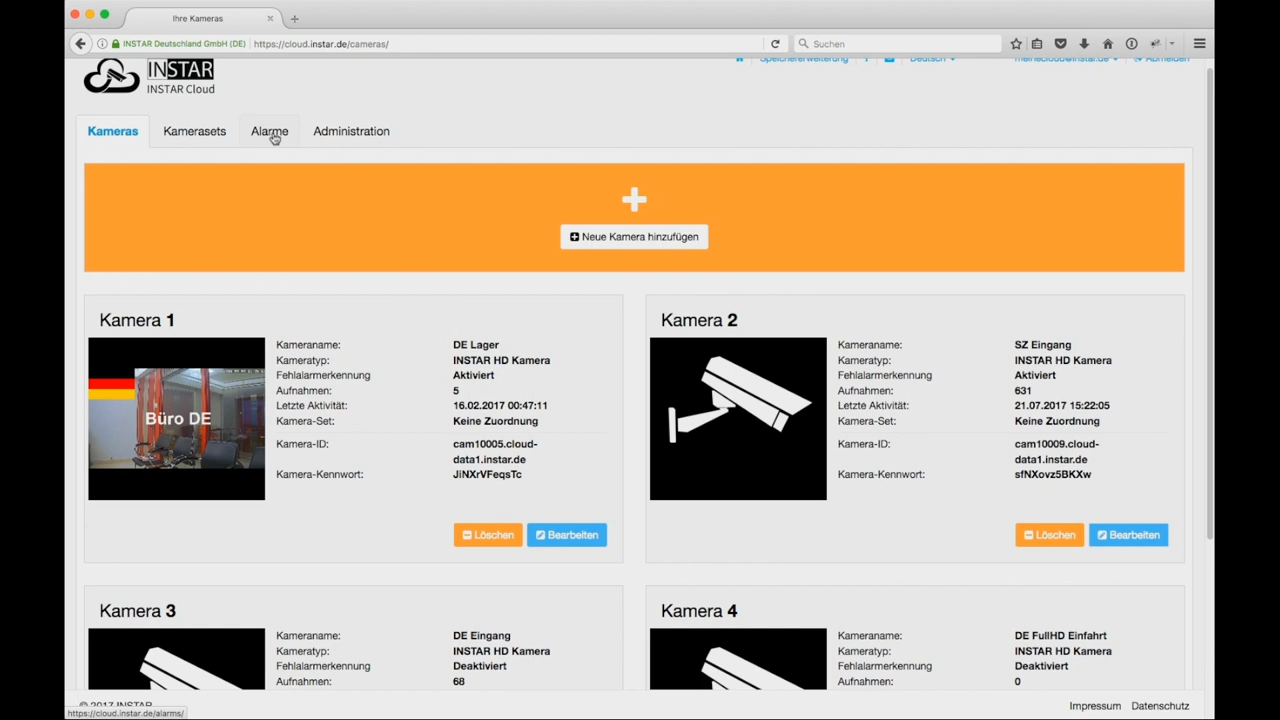 Ihre Kameras
INSTAR Deutschland GmbH (DE) https://cloud.instar.de/cameras/
Suchen
Speichererweiterung Deutsch meinecloud@instar.de Abmelden
INSTAR
INSTAR Cloud
Kameras Kamerasets Alarme Administration
Neue Kamera hinzufügen
Kamera 1
Büro DE
Kameraname: DE Lager
Kameratyp: INSTAR HD Kamera
Fehlalarmerkennung Aktiviert
Aufnahmen: 5
Letzte Aktivität: 16.02.2017 00:47:11
Kamera-Set: Keine Zuordnung
Kamera-ID: cam10005.cloud-
data1.instar.de
Kamera-Kennwort: JiNXrVFeqsTc
Löschen Bearbeiten
Kamera 2
Kameraname: SZ Eingang
Kameratyp: INSTAR HD Kamera
Fehlalarmerkennung Aktiviert
Aufnahmen: 631
Letzte Aktivität: 21.07.2017 15:22:05
Kamera-Set: Keine Zuordnung
Kamera-ID: cam10009.cloud-
data1.instar.de
Kamera-Kennwort: sfNXovz5BKXw
Löschen Bearbeiten
Kamera 3
Kameraname: DE Eingang
Kameratyp: INSTAR HD Kamera
Fehlalarmerkennung Deaktiviert
Aufnahmen: 68
Kamera 4
Kameraname: DE FullHD Einfahrt
Kameratyp: INSTAR HD Kamera
Fehlalarmerkennung Deaktiviert
Aufnahmen: 0
© 2017 INSTAR
Impressum Datenschutz
https://cloud.instar.de/alarms/